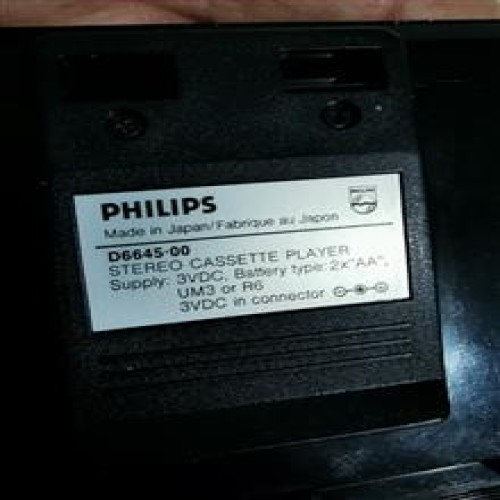 PHILIPS
Made in Japan/Fabrique au Japon
D6645·00
STEREO CASSETTE PLAYER
Supply: 3VDC, Battery type: 2x"AA",
UM3 or R6
3VDC in connector